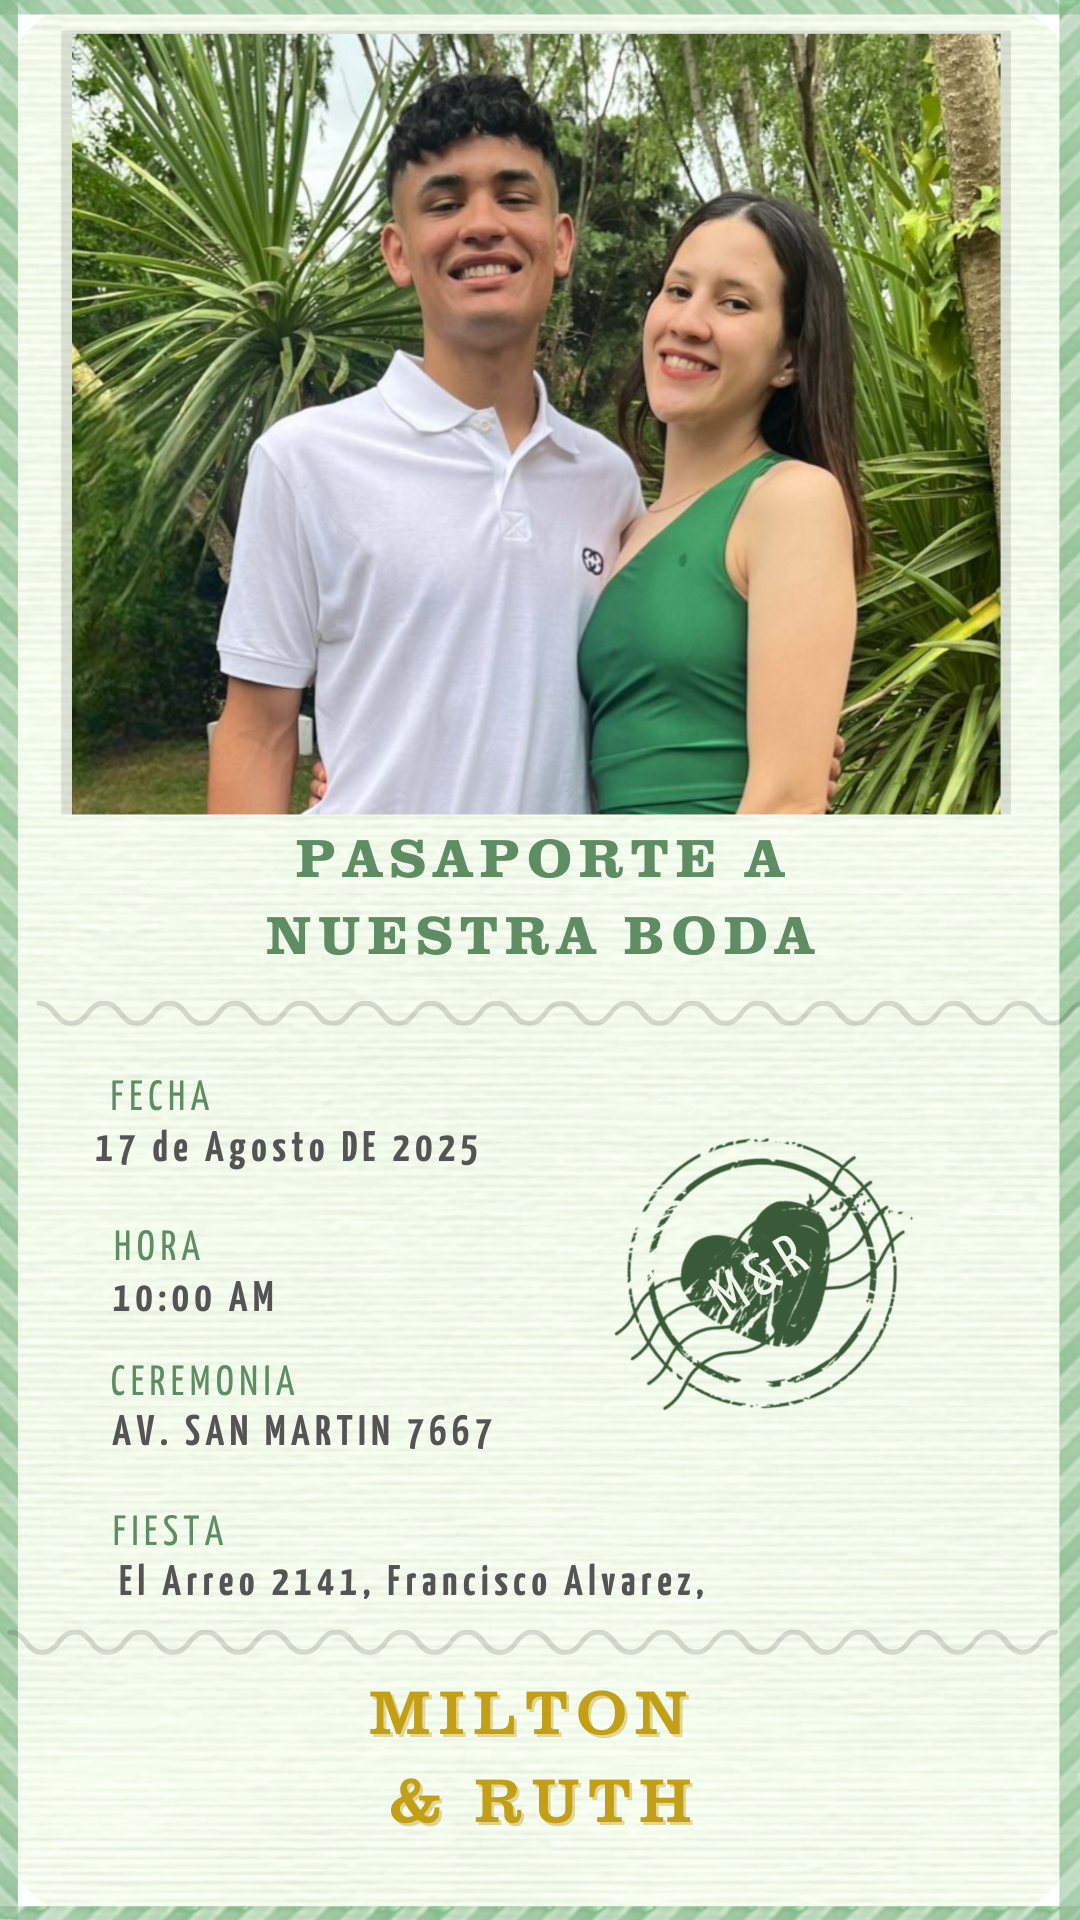 PASAPORTE A
NUESTRA BODA
FECHA
17 de Agosto DE 2025
HORA
10:00 AM
M&R
CEREMONIA
AV. SAN MARTIN 7667
FIESTA
El Arreo 2141, Francisco Alvarez,
MILTON
& RUTH